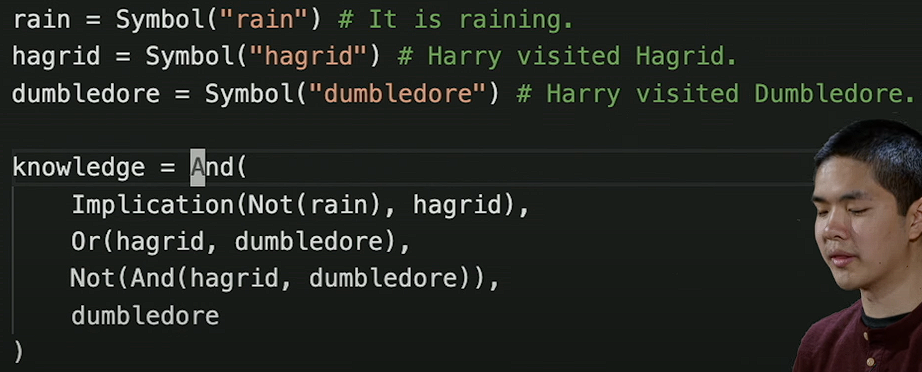 rain = Symbol("rain") # It is raining.
hagrid = Symbol("hagrid") # Harry visited Hagrid.
dumbledore = Symbol("dumbledore") # Harry visited Dumbledore.
knowledge = And(
Implication(Not(rain), hagrid),
Or(hagrid, dumbledore),
Not(And(hagrid, dumbledore)),
dumbledore
)